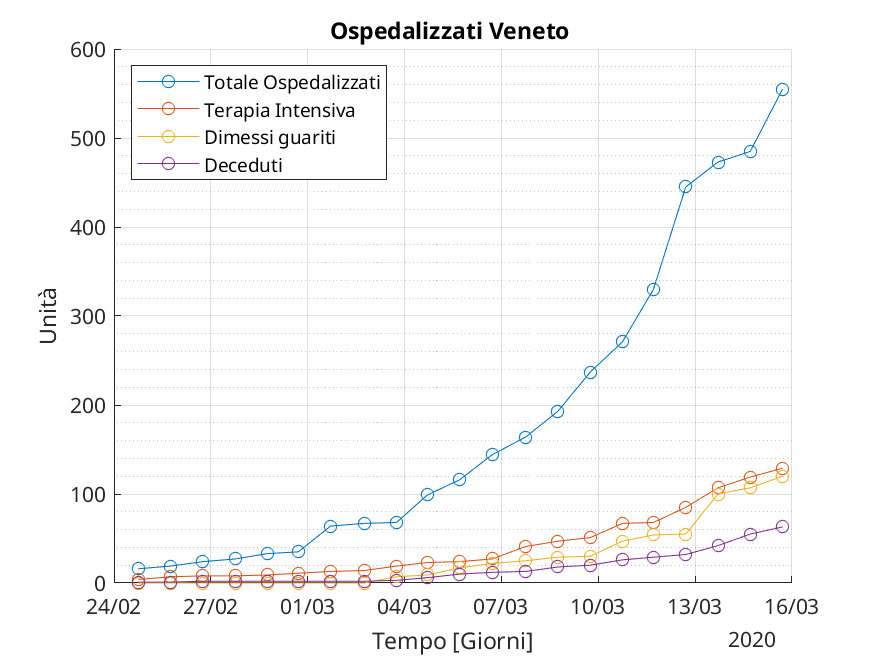 Ospedalizzati Veneto
600
500
400
300
200
100
0
Unità
Totale Ospedalizzati
Terapia Intensiva
Dimessi guariti
Deceduti
24/02 27/02 01/03 04/03 07/03 10/03 13/03 16/03
Tempo [Giorni]
2020